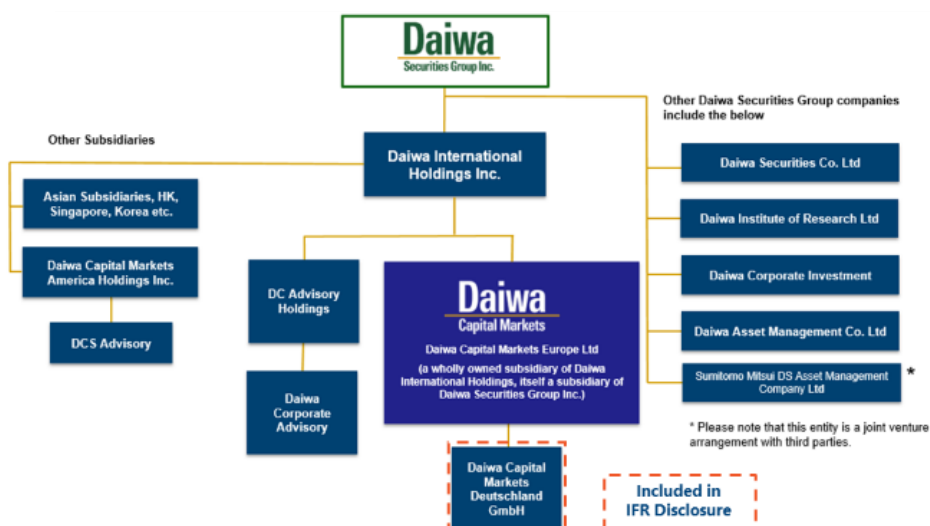 Daiwa
Securities Group Inc.
Other Daiwa Securities Group companies
include the below
Other Subsidiaries
Daiwa International
Holdings Inc.
Daiwa Securities Co. Ltd
Asian Subsidiaries, HK,
Singapore, Korea etc.
Daiwa Institute of Research Ltd
Daiwa Capital Markets
America Holdings Inc.
Daiwa Corporate Investment
DC Advisory
Holdings
Daiwa
Capital Markets
Daiwa Capital Markets Europe Ltd
(a wholly owned subsidiary of Daiwa
International Holdings, itself a subsidiary of
Daiwa Securities Group Inc.)
DCS Advisory
Daiwa Asset Management Co. Ltd
Sumitomo Mitsui DS Asset Management
Company Ltd
*
Daiwa
Corporate
Advisory
* Please note that this entity is a joint venture
arrangement with third parties.
Daiwa Capital
Markets
Deutschland
GmbH
Included in
IFR Disclosure